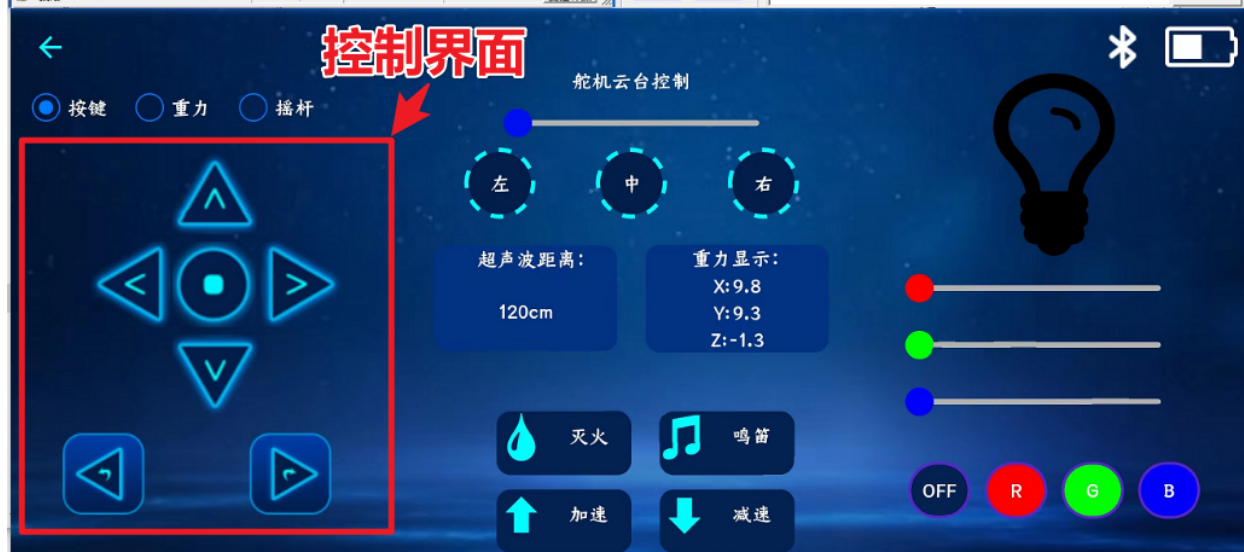 控制界面
舵机云台控制
按键 重力 摇杆
左 中 右
超声波距离:
120cm
重力显示:
X:9.8
Y:9.3
Z:-1.3
灭火 鸣笛
加速 减速
OFF R G B